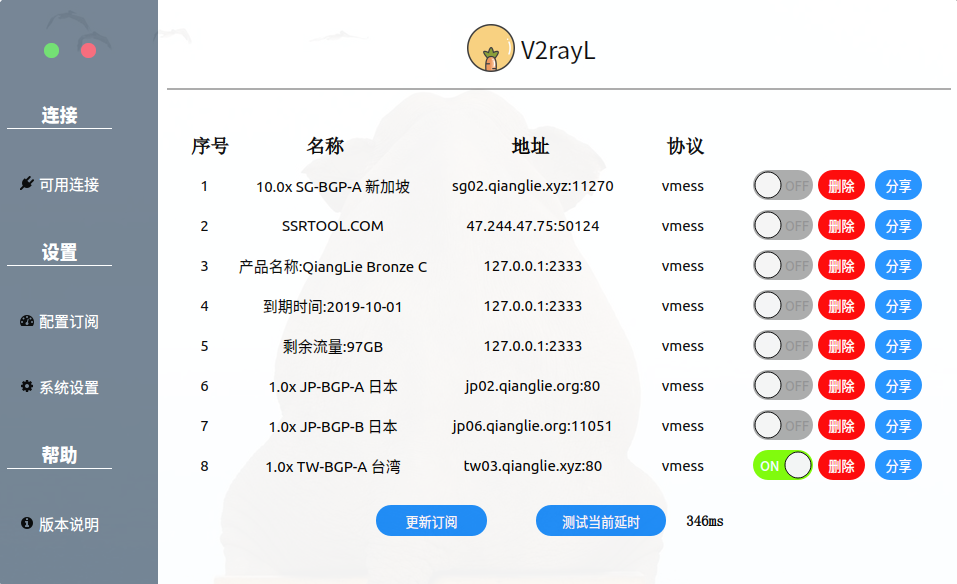 V2rayL
连接
可用连接
设置
配置订阅
系统设置
帮助
版本说明
序号 名称 地址 协议
1 10.0x SG-BGP-A 新加坡 sg02.qianglie.xyz:11270 vmess OFF 删除 分享
2 SSRTOOL.COM 47.244.47.75:50124 vmess OFF 删除 分享
3 产品名称:QiangLie Bronze C 127.0.0.1:2333 vmess OFF 删除 分享
4 到期时间:2019-10-01 127.0.0.1:2333 vmess OFF 删除 分享
5 剩余流量:97GB 127.0.0.1:2333 vmess OFF 删除 分享
6 1.0x JP-BGP-A 日本 jp02.qianglie.org:80 vmess OFF 删除 分享
7 1.0x JP-BGP-B 日本 jp06.qianglie.org:11051 vmess OFF 删除 分享
8 1.0x TW-BGP-A 台湾 tw03.qianglie.xyz:80 vmess ON 删除 分享
更新订阅 测试当前延时 346ms